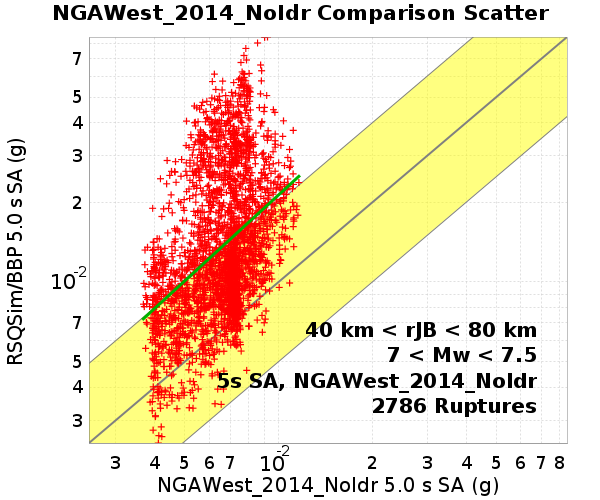 NGAWest_2014_NoIdr Comparison Scatter
RSQSim/BBP 5.0 s SA (g)
7
5
4
3
2
10-2
7
5
4
3
40 km < rJB < 80 km
7 < Mw < 7.5
5s SA, NGAWest_2014_NoIdr
2786 Ruptures
3 4 5 6 7 10-2 2 3 4 5 6 7 8
NGAWest_2014_NoIdr 5.0 s SA (g)